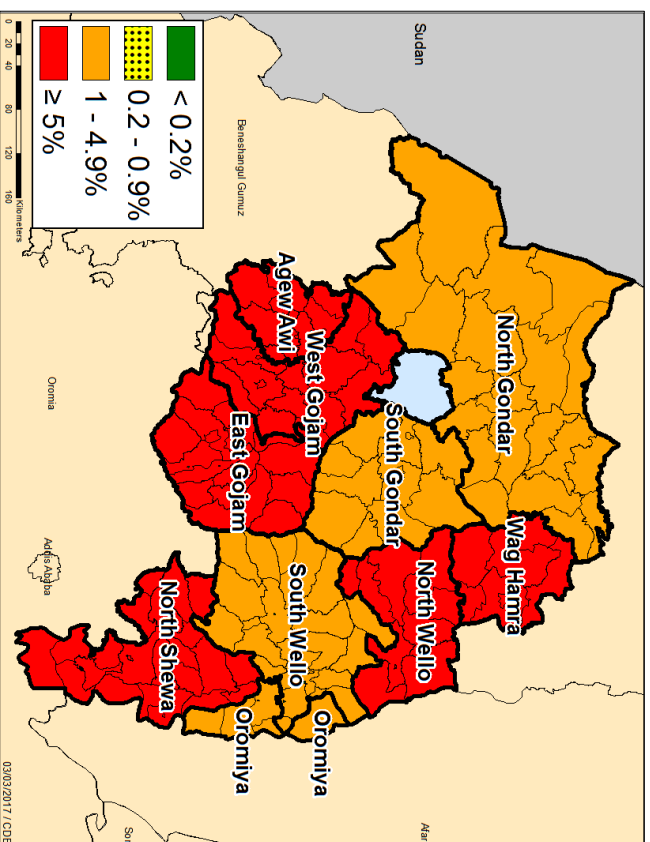 Sudan
North Gondar
Wag Hamra
South Gondar
North Wello
Agew Awi
West Gojam
East Gojam
South Wello
Oromiya
Oromiya
North Shewa
Beneshangul Gumuz
Oromia
Addis Ababa
Afar
Som
< 0.2%
0.2 - 0.9%
1 - 4.9%
≥ 5%
0 20 40 80 120 160
Kilometers
03/03/2017 / CDE